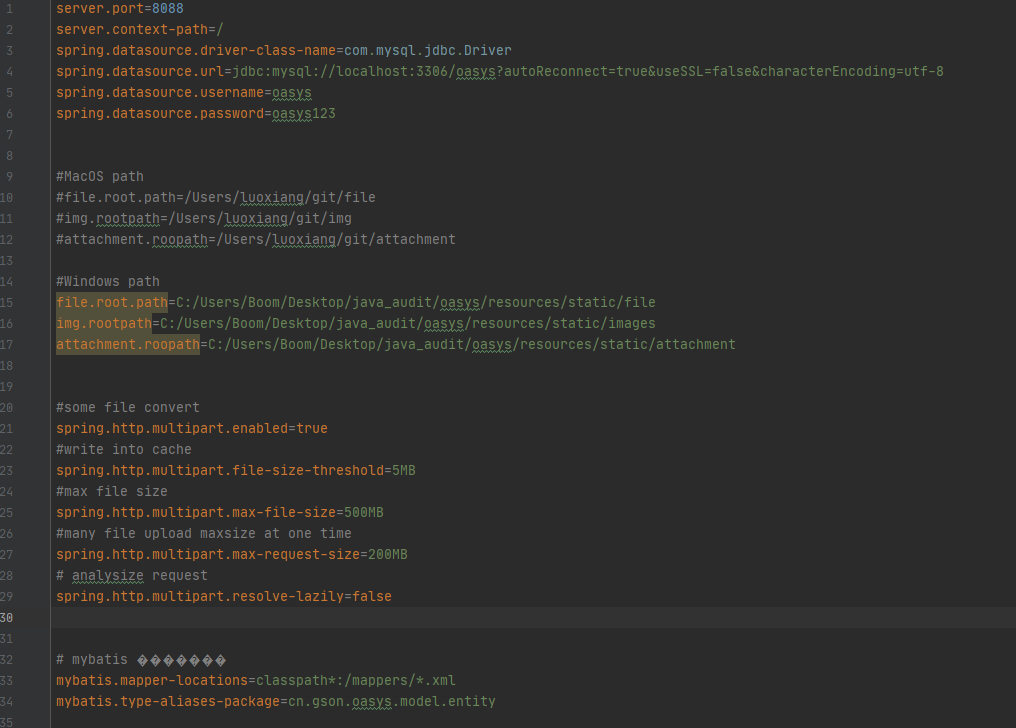 1 server.port=8088
2 server.context-path=/
3 spring.datasource.driver-class-name=com.mysql.jdbc.Driver
4 spring.datasource.url=jdbc:mysql://localhost:3306/oasys?autoReconnect=true&useSSL=false&characterEncoding=utf-8
5 spring.datasource.username=oasys
6 spring.datasource.password=oasys123
7
8
9 #MacOS path
10 #file.root.path=/Users/luoxiang/git/file
11 #img.rootpath=/Users/luoxiang/git/img
12 #attachment.roopath=/Users/luoxiang/git/attachment
13
14 #Windows path
15 file.root.path=C:/Users/Boom/Desktop/java_audit/oasys/resources/static/file
16 img.rootpath=C:/Users/Boom/Desktop/java_audit/oasys/resources/static/images
17 attachment.roopath=C:/Users/Boom/Desktop/java_audit/oasys/resources/static/attachment
18
19
20 #some file convert
21 spring.http.multipart.enabled=true
22 #write into cache
23 spring.http.multipart.file-size-threshold=5MB
24 #max file size
25 spring.http.multipart.max-file-size=500MB
26 #many file upload maxsize at one time
27 spring.http.multipart.max-request-size=200MB
28 # analysize request
29 spring.http.multipart.resolve-lazily=false
30
31
32 # mybatis �������
33 mybatis.mapper-locations=classpath*:/mappers/*.xml
34 mybatis.type-aliases-package=cn.gson.oasys.model.entity
35